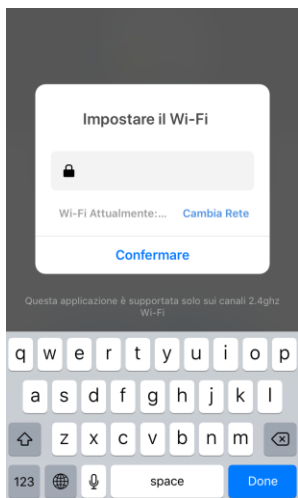 Impostare il Wi-Fi
Wi-Fi Attualmente:... Cambia Rete
Confermare
Questa applicazione è supportata solo sui canali 2.4ghz
Wi-Fi
q w e r t y u i o p
a s d f g h j k l
z x c v b n m
123 space Done